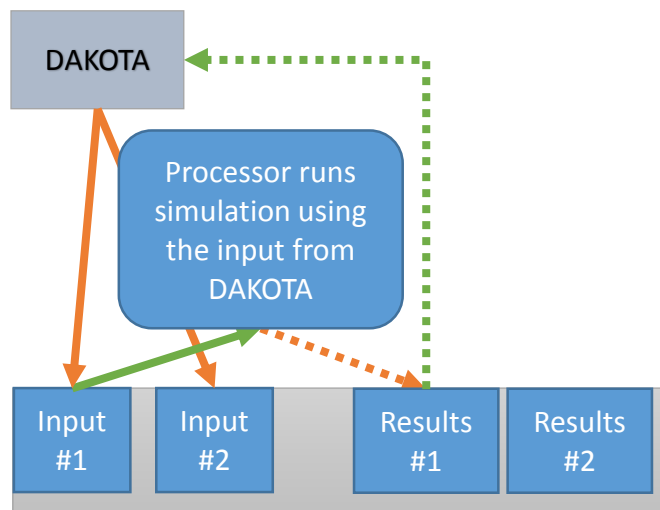 DAKOTA
Processor runs
simulation using
the input from
DAKOTA
Input
#1
Input
#2
Results
#1
Results
#2